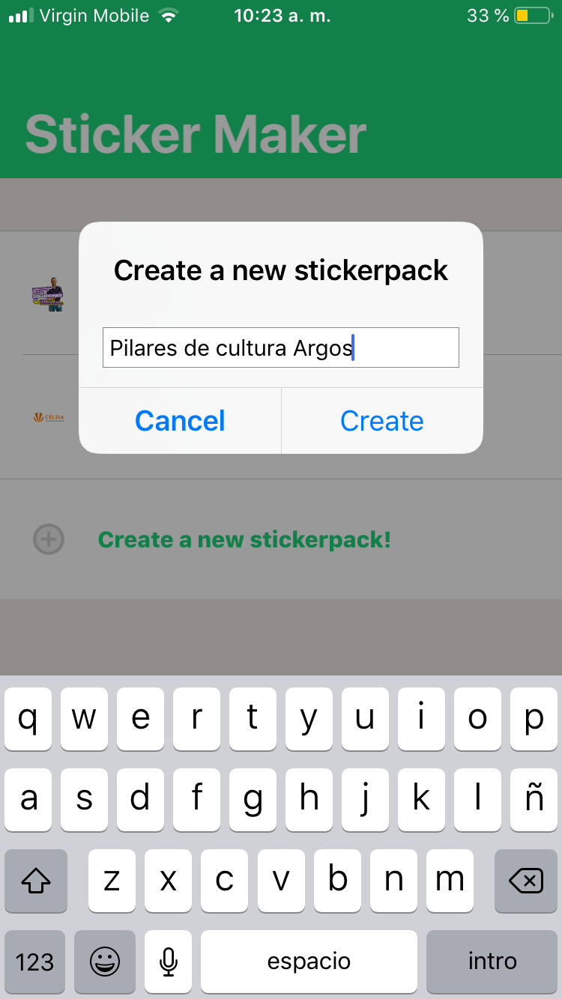 Virgin Mobile 10:23 a. m. 33 %
Sticker Maker
Create a new stickerpack
Pilares de cultura Argos
Cancel Create
SOLUCIONES
CELSIA
Create a new stickerpack!
q w e r t y u i o p
a s d f g h j k l ñ
z x c v b n m
123 espacio intro